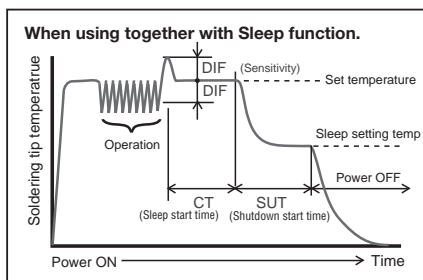 When using together with Sleep function.
Soldering tip temperatrue
DIF
(Sensitivity)
Set temperature
DIF
Operation
Sleep setting temp
Power OFF
CT
SUT
(Sleep start time)
(Shutdown start time)
Power ON
Time